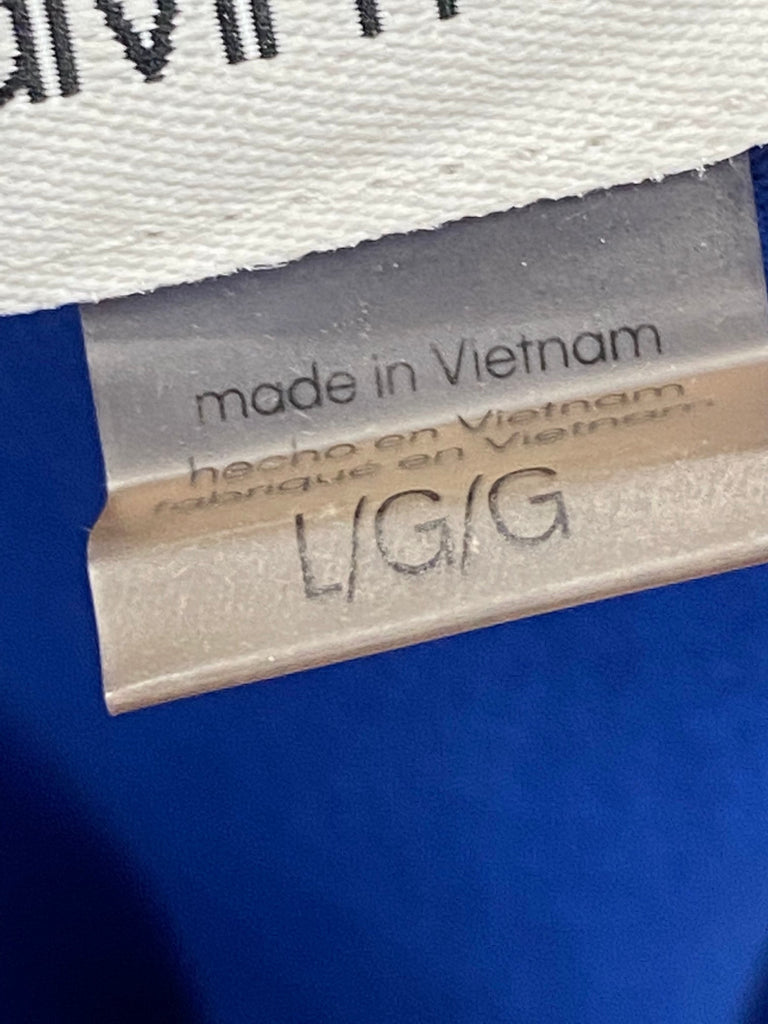 made in Vietnam
hecho en Vietnam
fabriqué en Vietnam
L/G/G